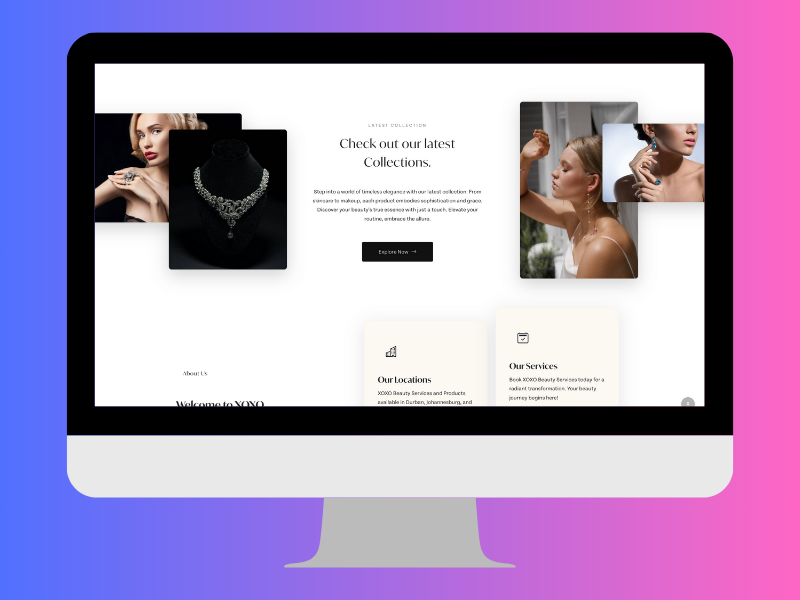 LATEST COLLECTION
Check out our latest
Collections.
Step into a world of timeless elegance with our latest collection. From
skincare to makeup, each product embodies sophistication and grace.
Discover your beauty's true essence with just a touch. Elevate your
routine, embrace the allure.
Explore Now →
About Us
Welcome to XOXO
Our Locations
XOXO Beauty Services and Products
available in Durban, Johannesburg, and
Our Services
Book XOXO Beauty Services today for a
radiant transformation. Your beauty
journey begins here!